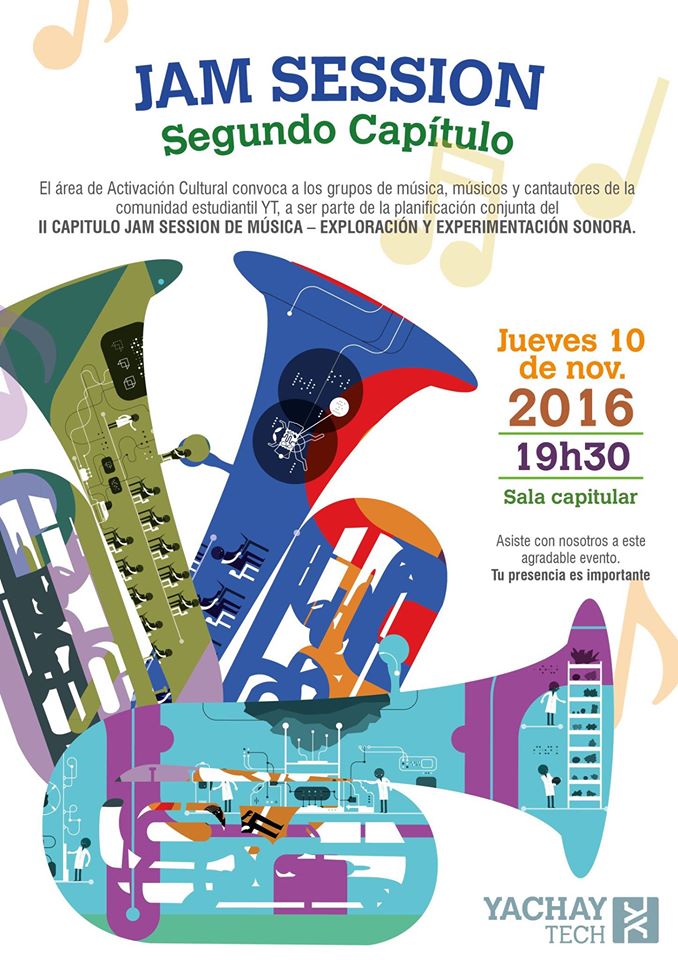 JAM SESSION
Segundo Capítulo
El área de Activación Cultural convoca a los grupos de música, músicos y cantautores de la
comunidad estudiantil YT, a ser parte de la planificación conjunta del
II CAPITULO JAM SESSION DE MÚSICA – EXPLORACIÓN Y EXPERIMENTACIÓN SONORA.
Jueves 10
de nov.
2016
19h30
Sala capitular
Asiste con nosotros a este
agradable evento.
Tu presencia es importante
YACHAY
TECH